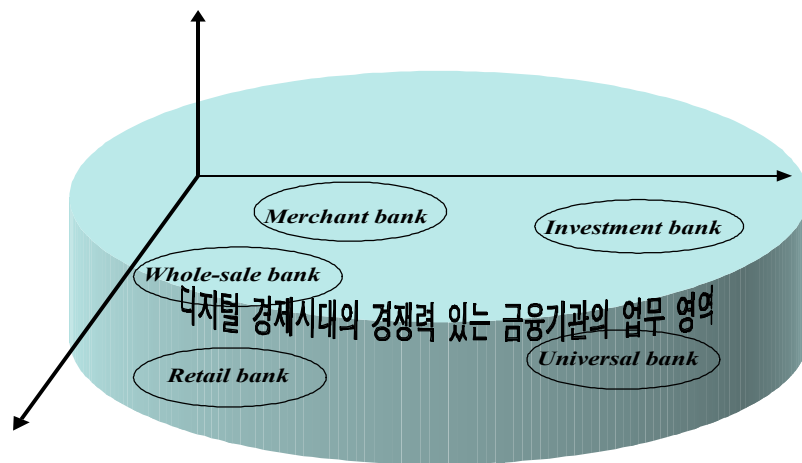 Merchant bank
Investment bank
Whole-sale bank
디지털 경제시대의 경쟁력 있는 금융기관의 업무 영역
Universal bank
Retail bank